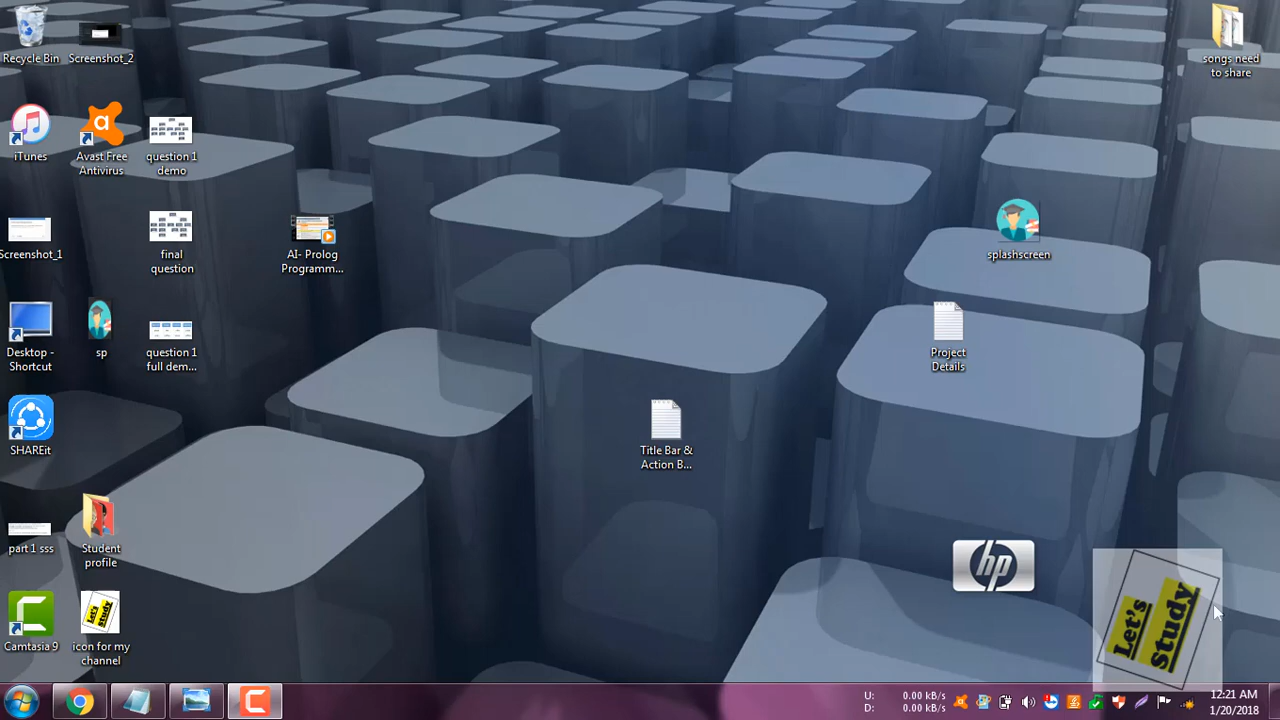 Recycle Bin
Screenshot_2
songs need
to share
iTunes
Avast Free
Antivirus
question 1
demo
Screenshot_1
final
question
AI- Prolog
Programm...
splashscreen
Desktop -
Shortcut
sp
question 1
full dem...
Project
Details
SHAREit
Title Bar &
Action B...
part 1 sss
Student
profile
hp
Let's
Study
Camtasia 9
Let's
Study
icon for my
channel
U: 0.00 kB/s
D: 0.00 kB/s
12:21 AM
1/20/2018